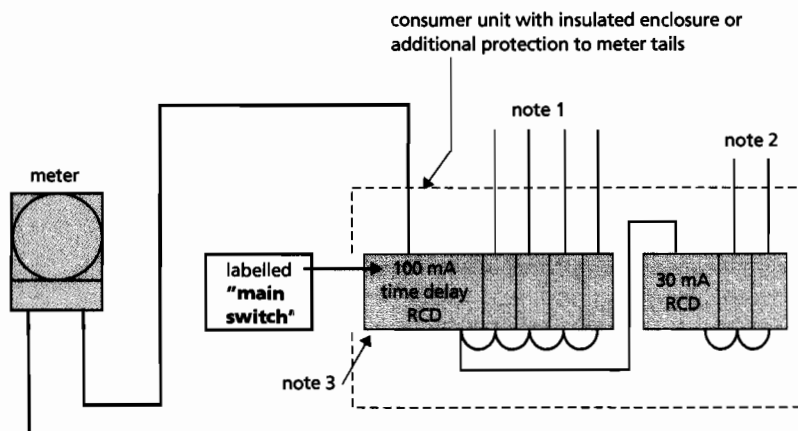 consumer unit with insulated enclosure or
additional protection to meter tails
note 1
note 2
meter
labelled
"main
switch"
100 mA
time delay
RCD
30 mA
RCD
note 3